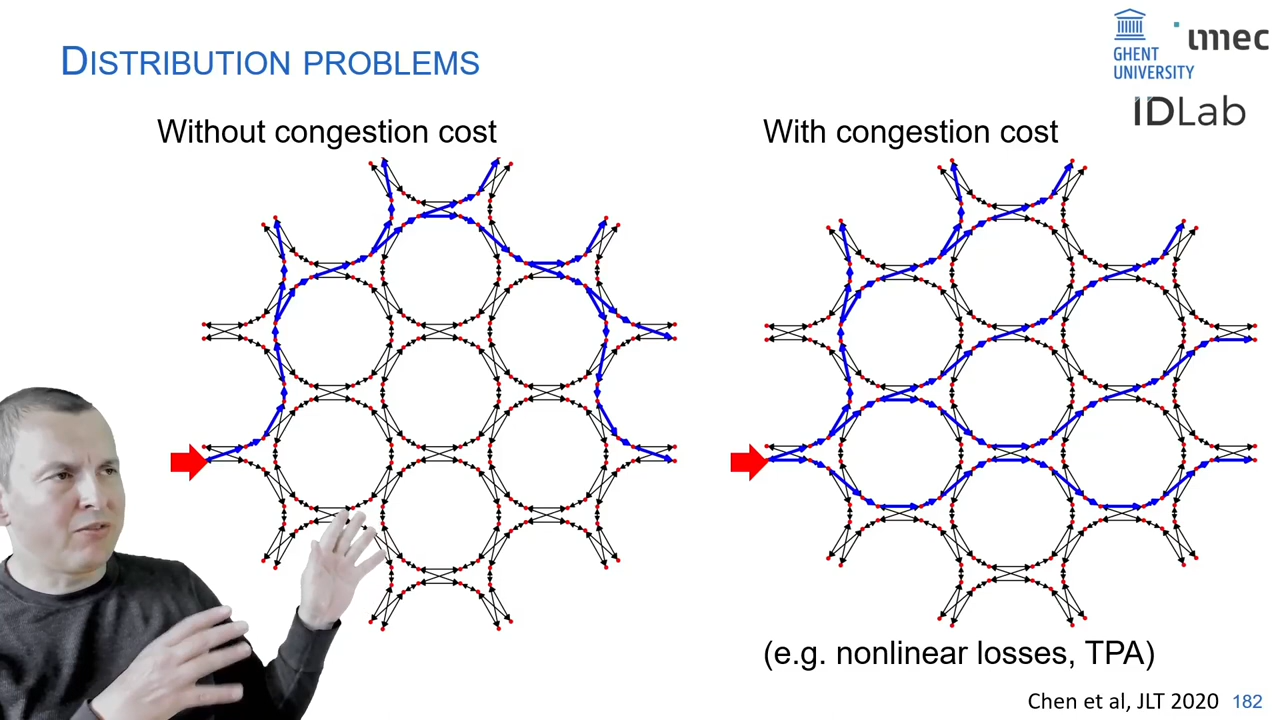 DISTRIBUTION PROBLEMS
GHENT
UNIVERSITY
imec
IDLab
Without congestion cost
With congestion cost
(e.g. nonlinear losses, TPA)
Chen et al, JLT 2020
182